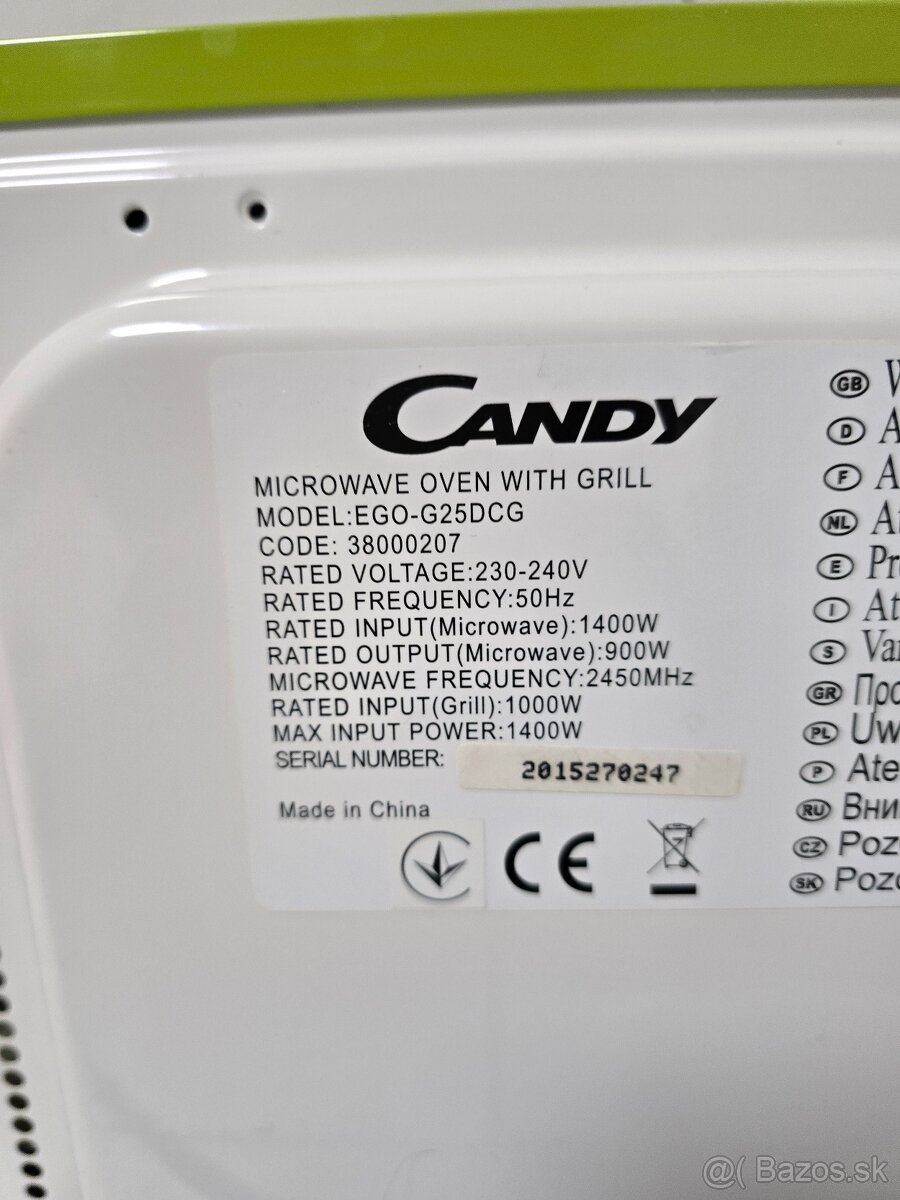 CANDY
MICROWAVE OVEN WITH GRILL
MODEL:EGO-G25DCG
CODE: 38000207
RATED VOLTAGE:230-240V
RATED FREQUENCY:50Hz
RATED INPUT(Microwave):1400W
RATED OUTPUT(Microwave):900W
MICROWAVE FREQUENCY:2450MHz
RATED INPUT(Grill):1000W
MAX INPUT POWER:1400W
SERIAL NUMBER: 2015270247
Made in China
CE
GB
D
F
NL
E
I
S
GR
PL
P
RU
CZ
SK
@( Bazos.sk